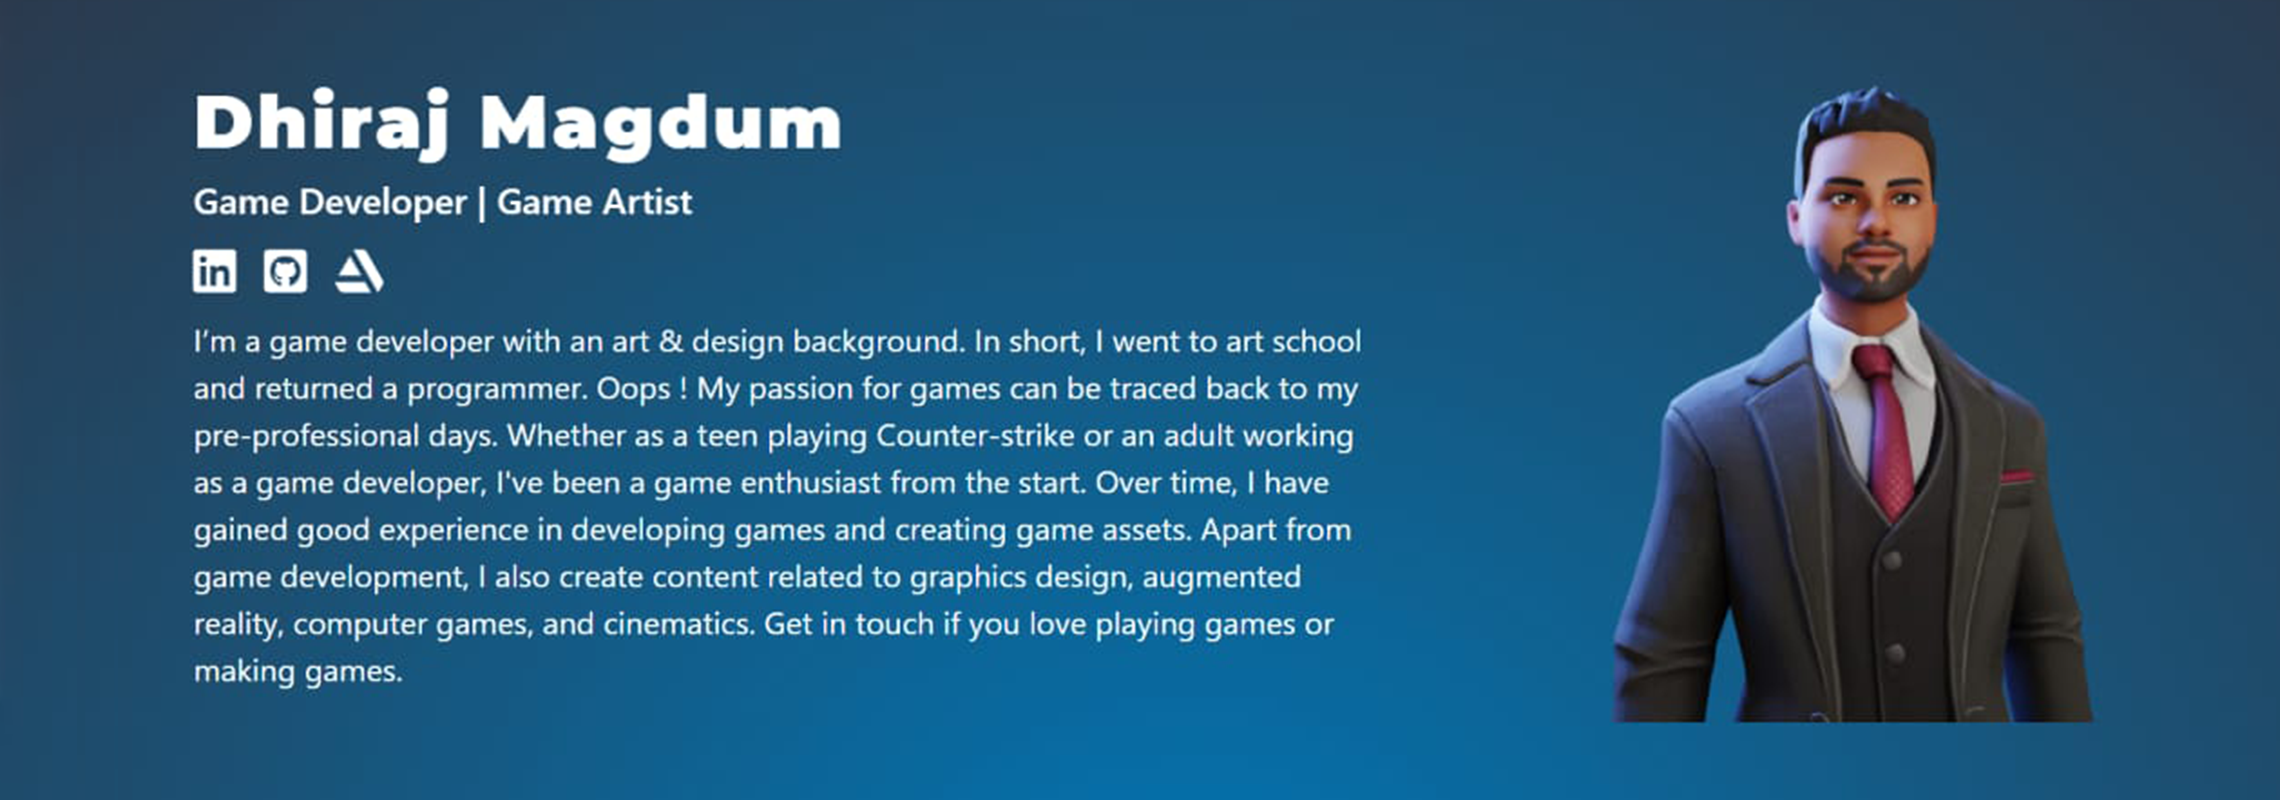 Dhiraj Magdum
Game Developer | Game Artist
in
I'm a game developer with an art & design background. In short, I went to art school
and returned a programmer. Oops ! My passion for games can be traced back to my
pre-professional days. Whether as a teen playing Counter-strike or an adult working
as a game developer, I've been a game enthusiast from the start. Over time, I have
gained good experience in developing games and creating game assets. Apart from
game development, I also create content related to graphics design, augmented
reality, computer games, and cinematics. Get in touch if you love playing games or
making games.